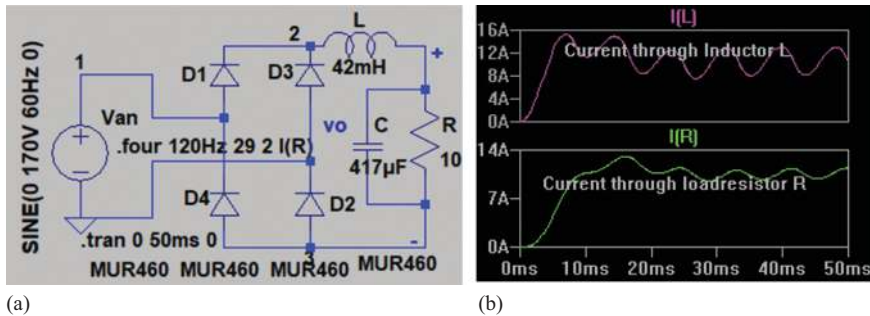 SINE(0 170V 60Hz 0)
1
Van
2
L
42mH
+
D1
D3
vo
C
417µF
R
10
.four 120Hz 29 2 I(R)
D4
D2
.tran 0 50ms 0
3
-
MUR460 MUR460 MUR460 MUR460
(a)
I(L)
16A
12A
8A
4A
0A
Current through Inductor L
I(R)
14A
7A
0A
Current through loadresistor R
0ms 10ms 20ms 30ms 40ms 50ms
(b)